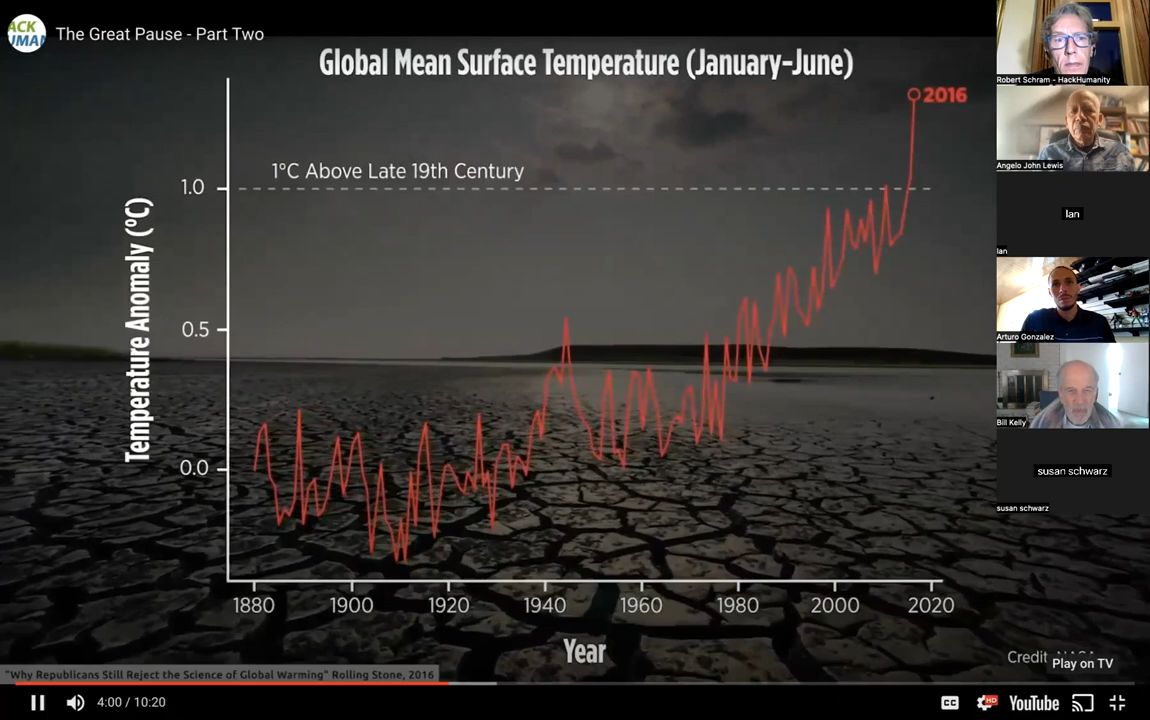 ACK
UMAN
The Great Pause - Part Two
Global Mean Surface Temperature (January-June)
2016
1°C Above Late 19th Century
1.0
0.5
0.0
Temperature Anomaly (°C)
1880 1900 1920 1940 1960 1980 2000 2020
Year
Credit
Play on TV
"Why Republicans Still Reject the Science of Global Warming" Rolling Stone, 2016
4:00 / 10:20
CC
HD
YouTube
Robert Schram - HackHumanity
Angelo John Lewis
Ian
Ian
Arturo Gonzalez
Bill Kelly
susan schwarz
susan schwarz